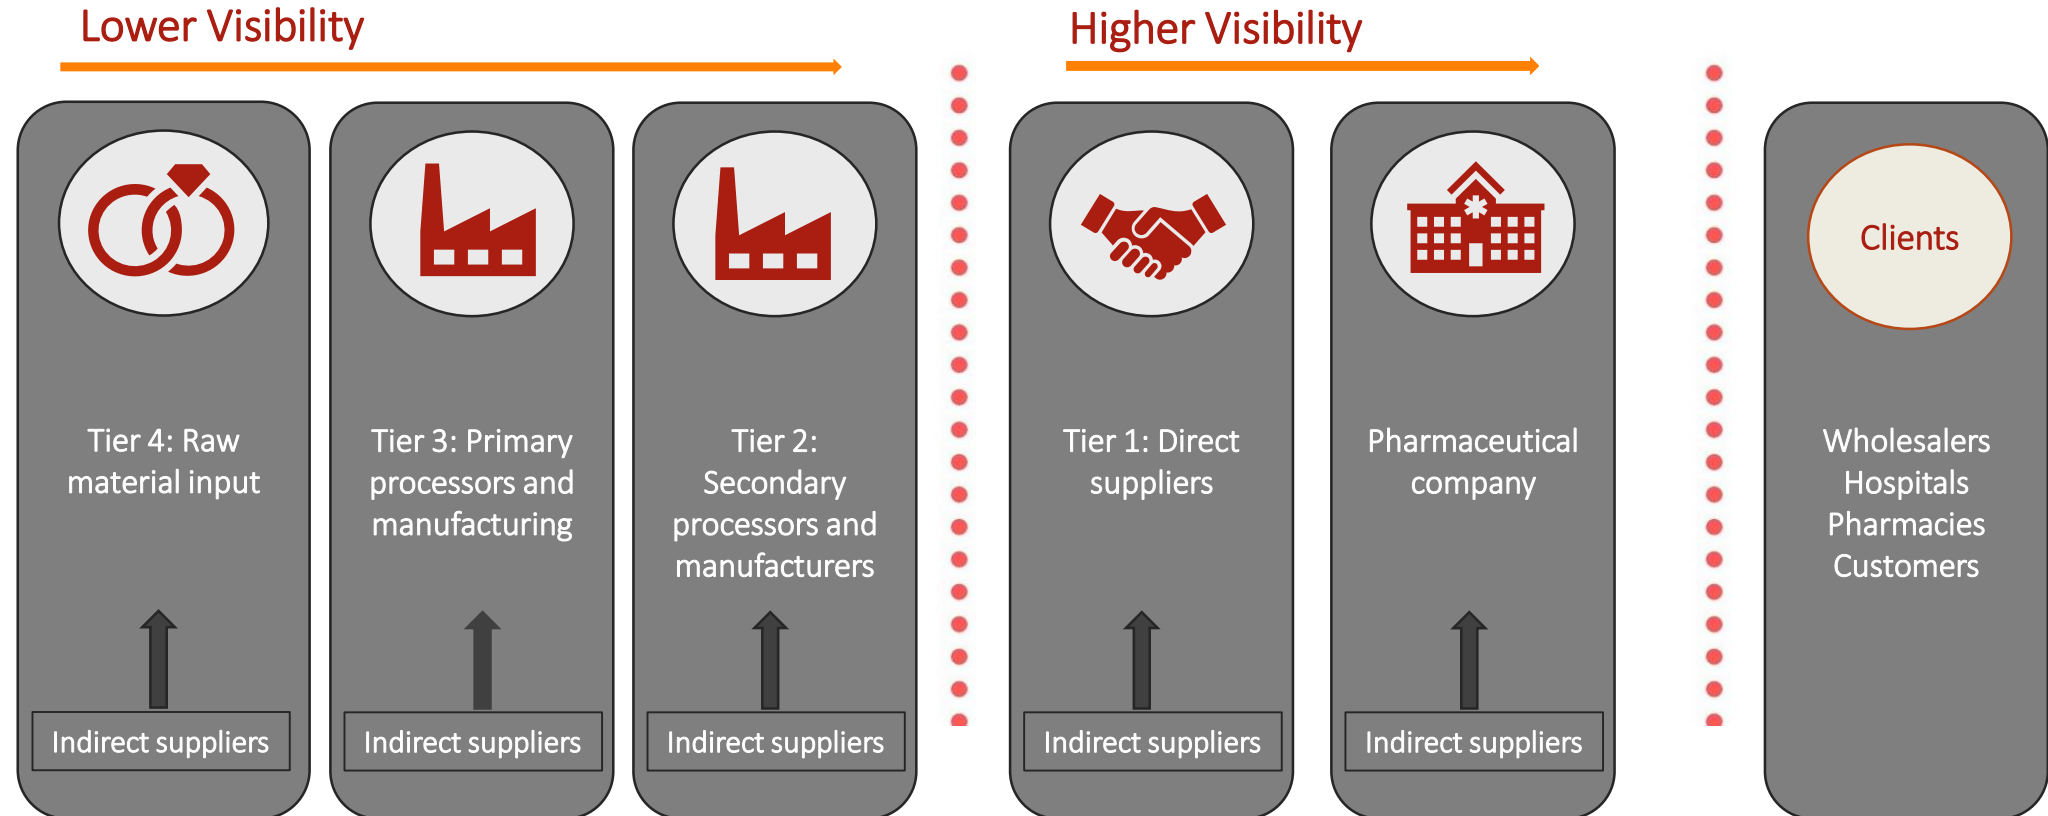 Lower Visibility
Higher Visibility
Tier 4: Raw
material input
Indirect suppliers
Tier 3: Primary
processors and
manufacturing
Indirect suppliers
Tier 2:
Secondary
processors and
manufacturers
Indirect suppliers
Tier 1: Direct
suppliers
Indirect suppliers
Pharmaceutical
company
Indirect suppliers
Clients
Wholesalers
Hospitals
Pharmacies
Customers